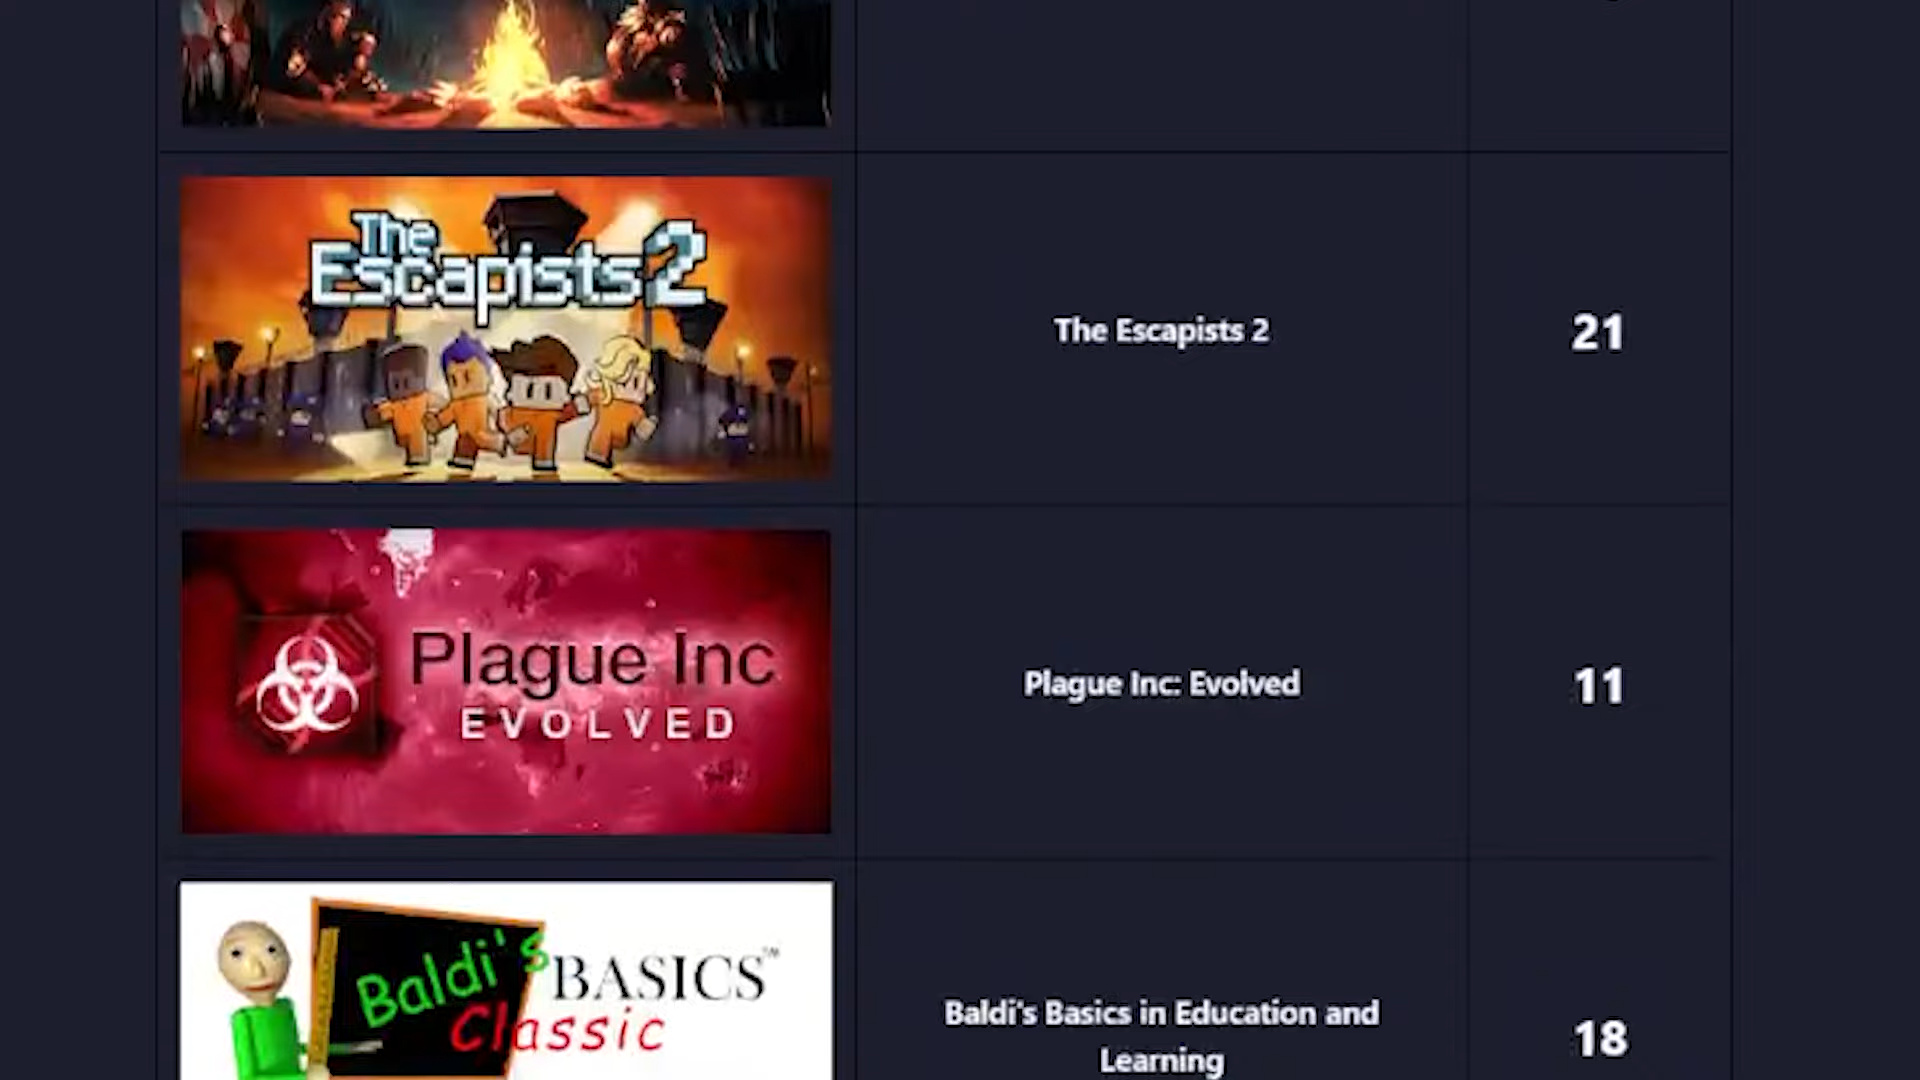 The
Escapists 2
The Escapists 2
21
Plague Inc
EVOLVED
Plague Inc: Evolved
11
Baldi's BASICS™
Classic
Baldi's Basics in Education and
Learning
18